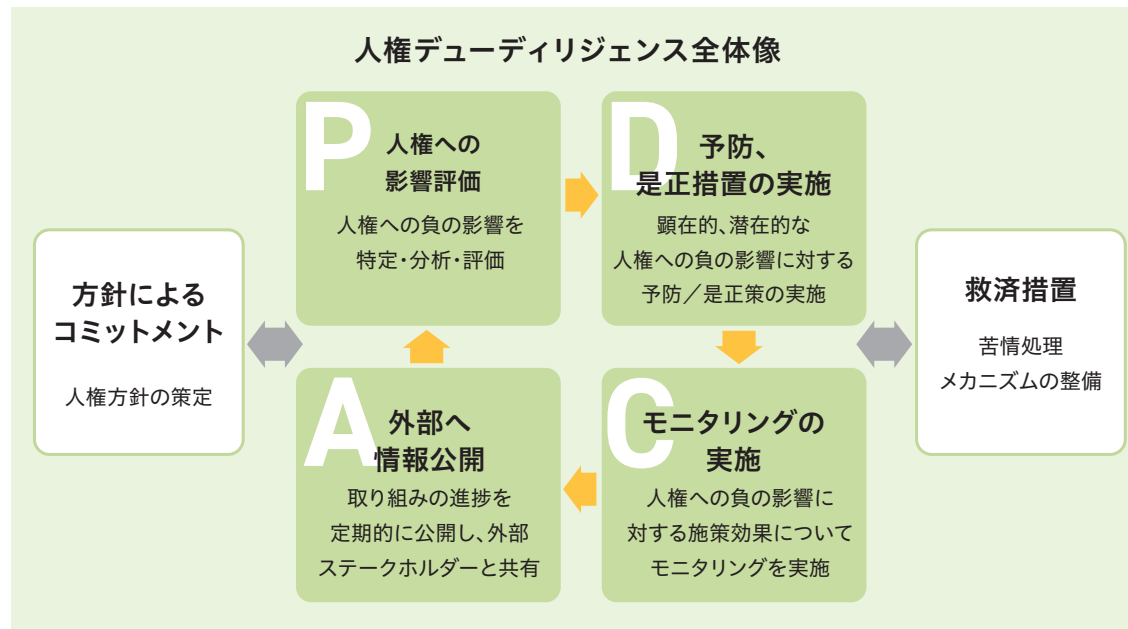 人権デューディリジェンス全体像
方針による
コミットメント
人権方針の策定
P
人権への
影響評価
人権への負の影響を
特定・分析・評価
D
予防、
是正措置の実施
顕在的、潜在的な
人権への負の影響に対する
予防／是正策の実施
C
モニタリングの
実施
人権への負の影響に
対する施策効果について
モニタリングを実施
A
外部へ
情報公開
取り組みの進捗を
定期的に公開し、外部
ステークホルダーと共有
救済措置
苦情処理
メカニズムの整備